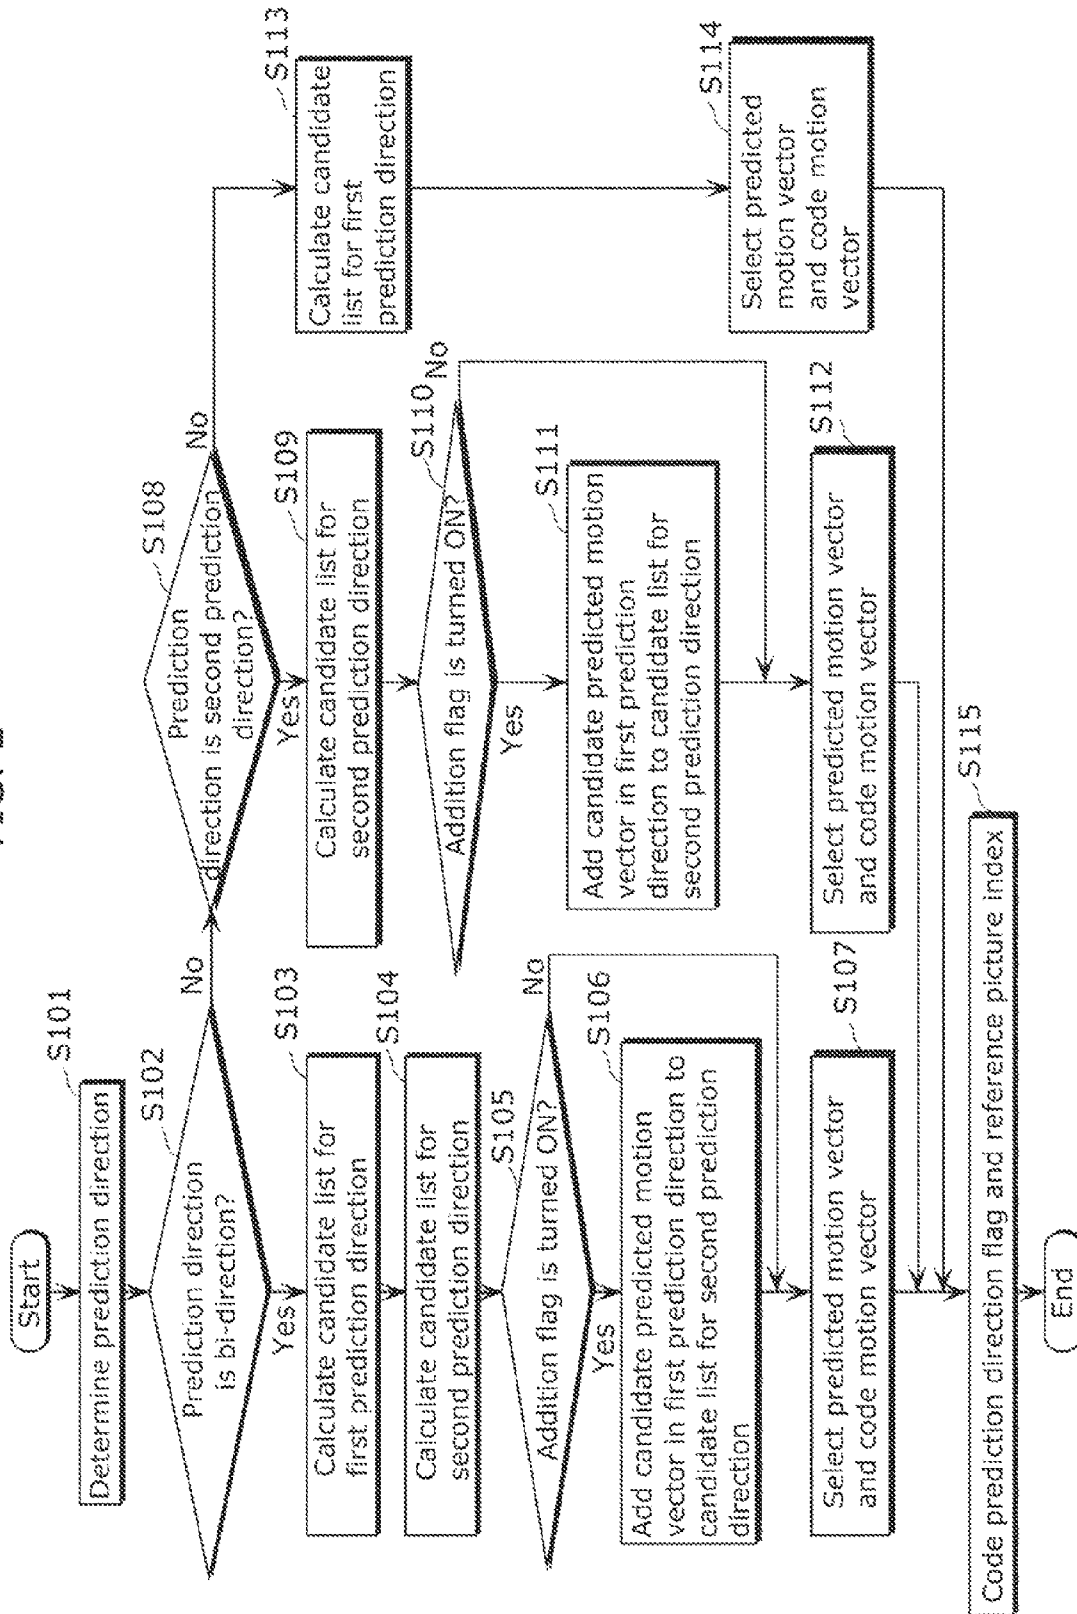 Start
S101
Determine prediction direction
S102
Prediction direction
is bi-direction?
No
Yes
S103
Calculate candidate list for
first prediction direction
S104
Calculate candidate list for
second prediction direction
S105
Addition flag is turned ON?
No
Yes
S106
Add candidate predicted motion
vector in first prediction direction to
candidate list for second prediction
direction
S107
Select predicted motion vector
and code motion vector
S108
Prediction
direction is second prediction
direction?
No
Yes
S109
Calculate candidate list for
second prediction direction
S110
Addition flag is turned ON?
No
Yes
S111
Add candidate predicted motion
vector in first prediction
direction to candidate list for
second prediction direction
S112
Select predicted motion vector
and code motion vector
S113
Calculate candidate
list for first
prediction direction
S114
Select predicted
motion vector
and code motion
vector
S115
Code prediction direction flag and reference picture index
End